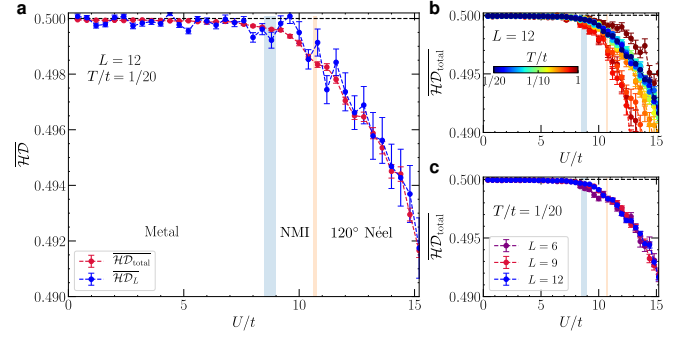 a
0.500
0.498
0.496
0.494
0.492
0.490
HD
L = 12
T/t = 1/20
Metal
NMI
120° Néel
HD_total
HD_L
0
5
10
15
U/t
b
0.500
0.495
0.490
HD_total
L = 12
T/t
1/20
1/10
1
0
5
10
15
U/t
c
0.500
0.495
0.490
HD_total
T/t = 1/20
L = 6
L = 9
L = 12
0
5
10
15
U/t